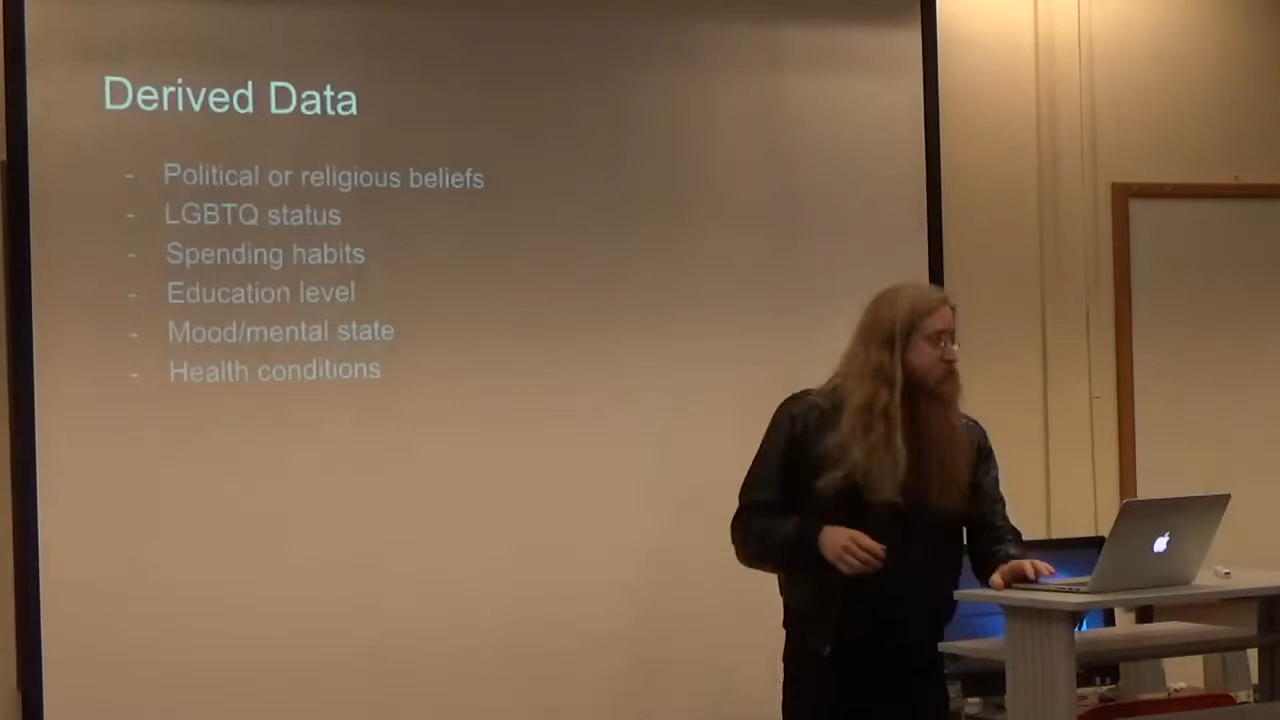 Derived Data
- Political or religious beliefs
- LGBTQ status
- Spending habits
- Education level
- Mood/mental state
- Health conditions